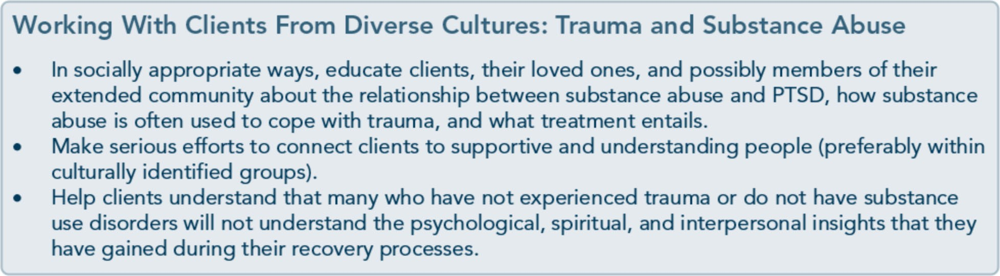 Working With Clients From Diverse Cultures: Trauma and Substance Abuse
• In socially appropriate ways, educate clients, their loved ones, and possibly members of their
extended community about the relationship between substance abuse and PTSD, how substance
abuse is often used to cope with trauma, and what treatment entails.
• Make serious efforts to connect clients to supportive and understanding people (preferably within
culturally identified groups).
• Help clients understand that many who have not experienced trauma or do not have substance
use disorders will not understand the psychological, spiritual, and interpersonal insights that they
have gained during their recovery processes.